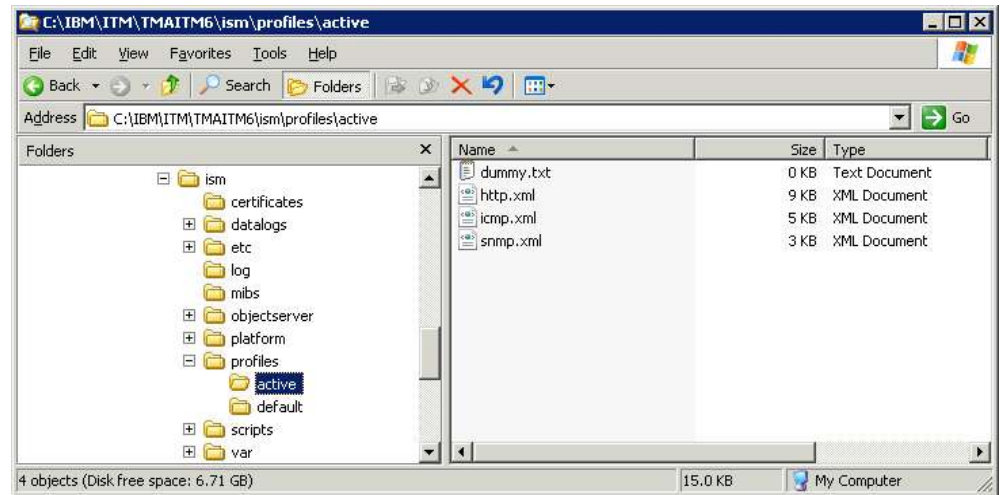 C:\IBM\ITM\TMAITM6\ism\profiles\active
File Edit View Favorites Tools Help
Back Search Folders
Address C:\IBM\ITM\TMAITM6\ism\profiles\active Go
Folders
ism
certificates
datalogs
etc
log
mibs
objectserver
platform
profiles
active
default
scripts
var
Name Size Type
dummy.txt 0 KB Text Document
http.xml 9 KB XML Document
icmp.xml 5 KB XML Document
snmp.xml 3 KB XML Document
4 objects (Disk free space: 6.71 GB) 15.0 KB My Computer